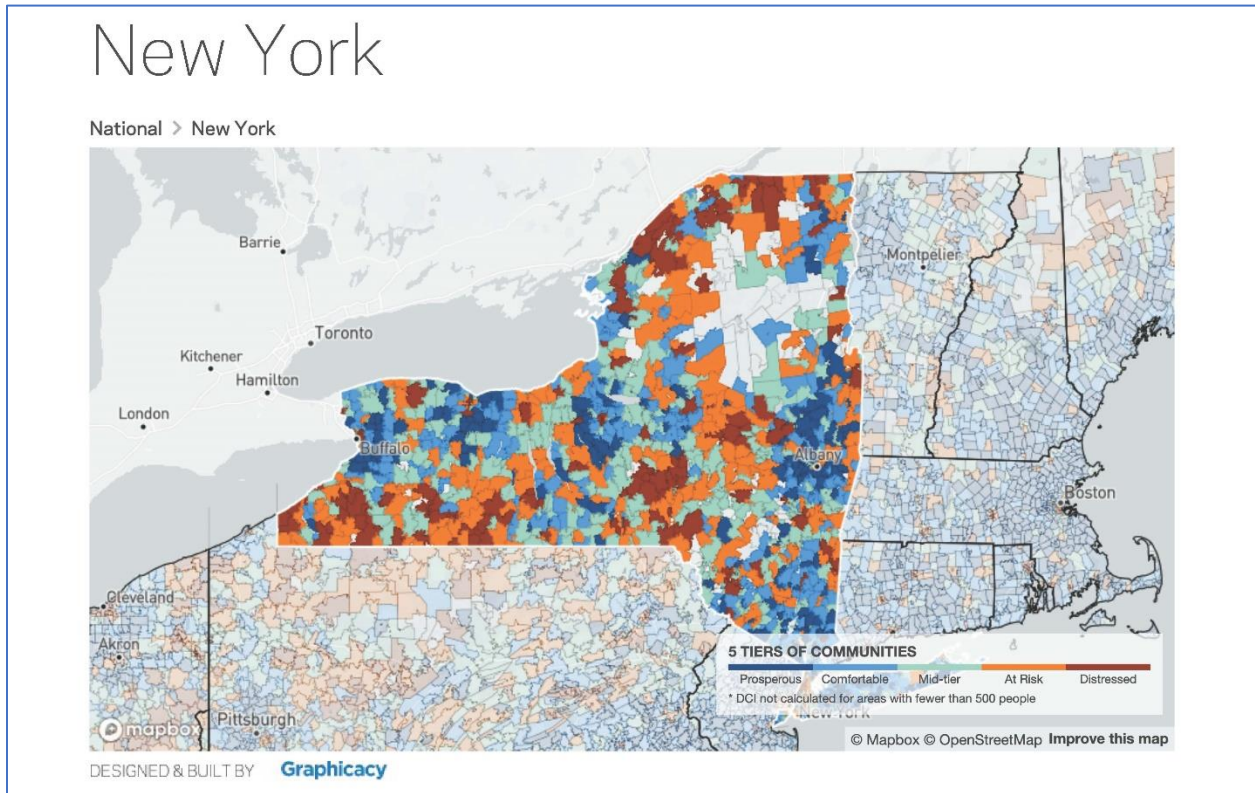 New York
National > New York
Barrie
Montpelier
Toronto
Kitchener
Hamilton
London
Buffalo
Albany
Boston
Cleveland
Akron
5 TIERS OF COMMUNITIES
Prosperous Comfortable Mid-tier At Risk Distressed
* DCI not calculated for areas with fewer than 500 people
New York
Pittsburgh
mapbox
© Mapbox © OpenStreetMap Improve this map
DESIGNED & BUILT BY Graphicacy